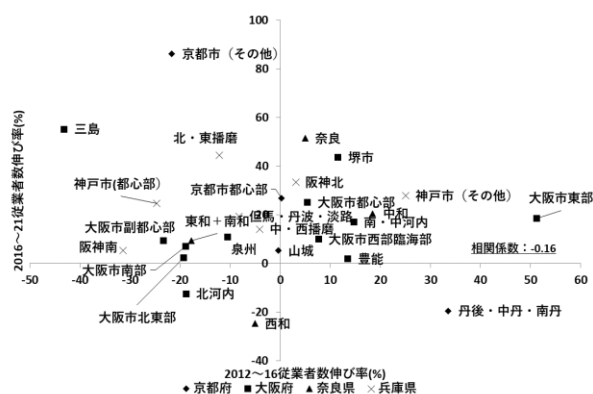 100
80
60
40
20
0
-20
-40
-50
-40
-30
-20
-10
0
10
20
30
40
50
60
2016～21従業者数伸び率(%)
京都市（その他）
三島
北・東播磨
奈良
堺市
神戸市(都心部)
阪神北
京都市都心部
神戸市（その他）
大阪市東部
大阪市都心部
但馬・丹波・淡路
中和
大阪市副都心部
東和＋南和
南・中河内
中・西播磨
阪神南
泉州
大阪市西部臨海部
山城
相関係数：-0.16
大阪市南部
豊能
大阪市北東部
北河内
丹後・中丹・南丹
西和
2012～16従業者数伸び率(%)
◆京都府 ■大阪府 ▲奈良県 ×兵庫県